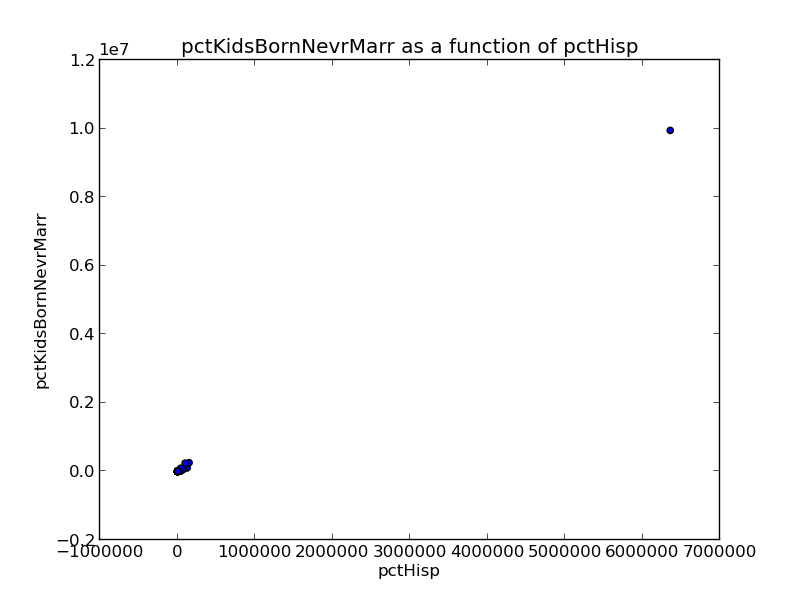 pctKidsBornNevrMarr as a function of pctHisp
1e7
1.2
1.0
0.8
0.6
0.4
0.2
0.0
−0.2
pctKidsBornNevrMarr
−1000000 0 1000000 2000000 3000000 4000000 5000000 6000000 7000000
pctHisp